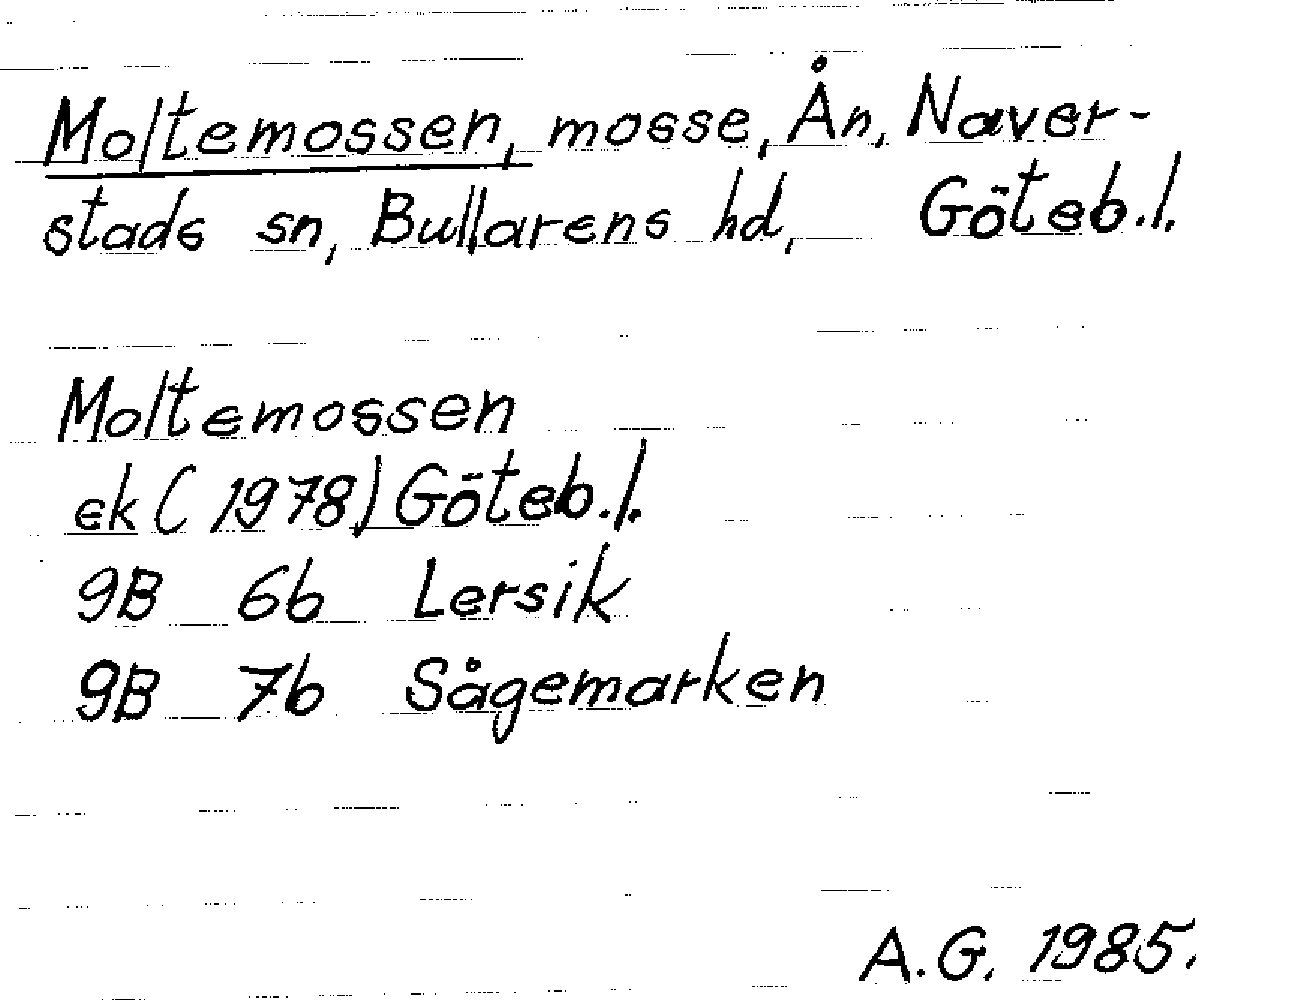 Moltemossen, mosse, Ån, Naver-
stads sn, Bullarens hd, Göteb.l.
Moltemossen
ek (1978) Göteb.l.
9B 6b Lersik
9B 7b Sågemarken
A.G. 1985.